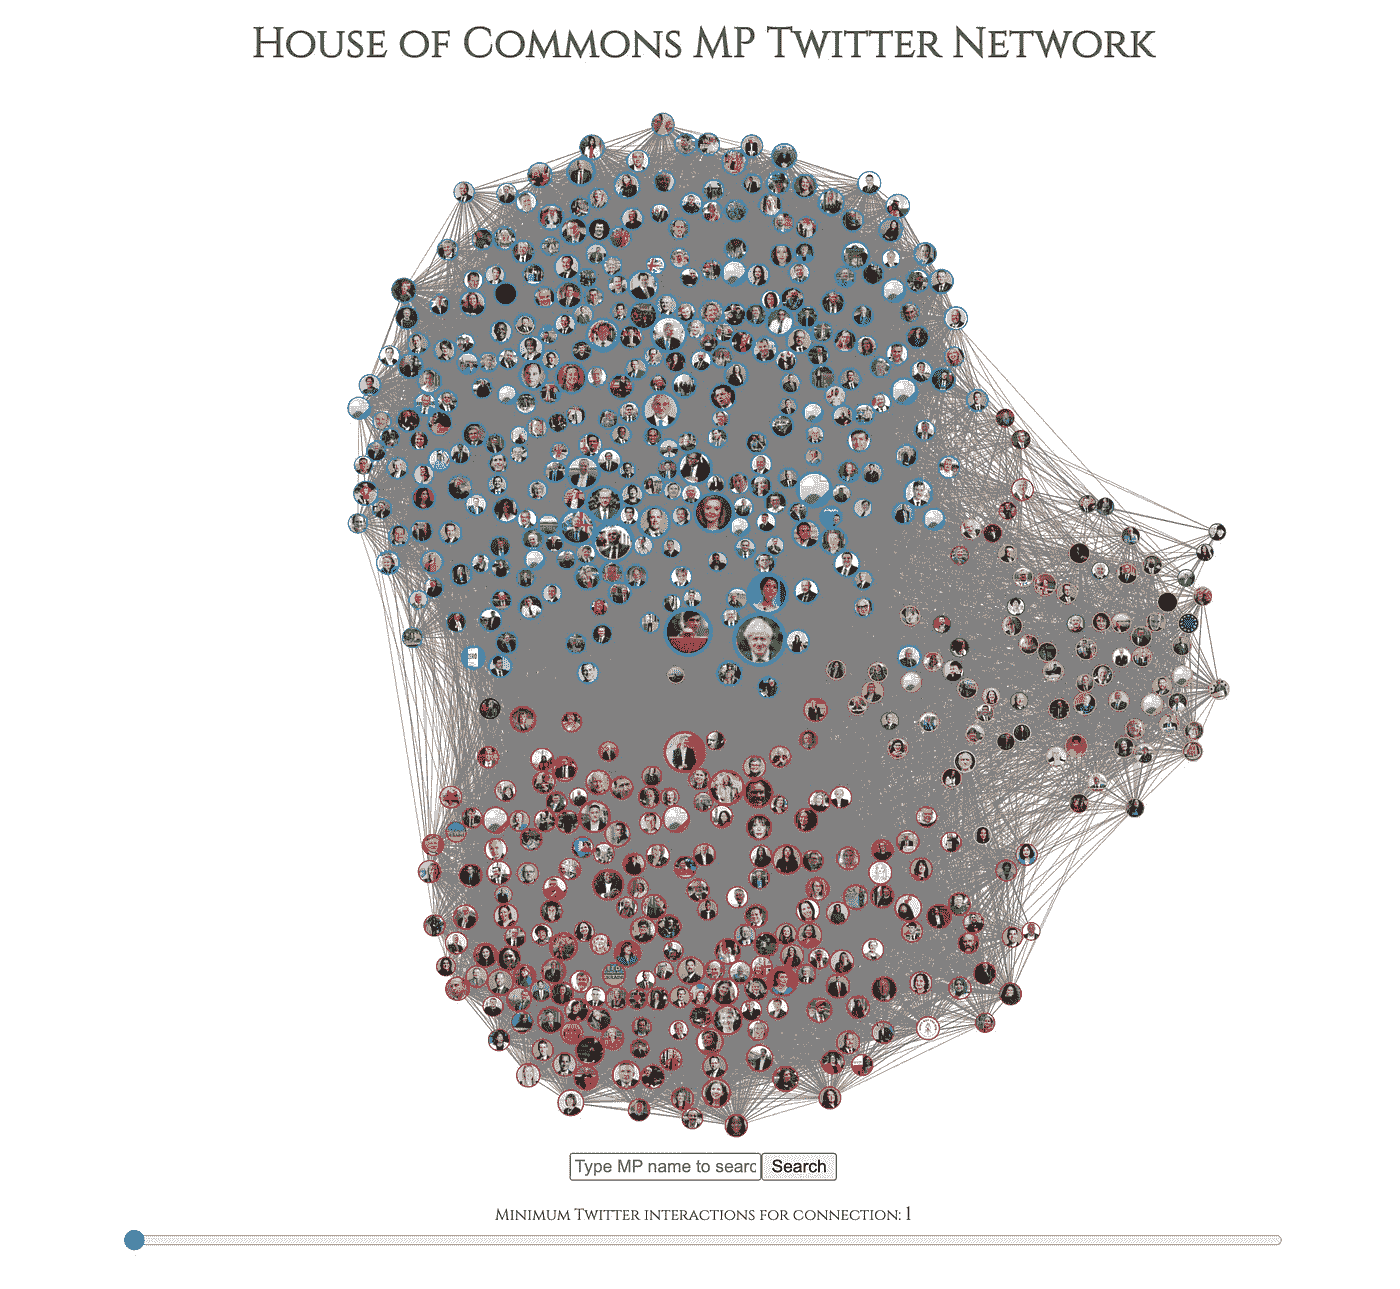 House of Commons MP Twitter Network
Type MP name to searc
Search
Minimum Twitter interactions for connection: 1